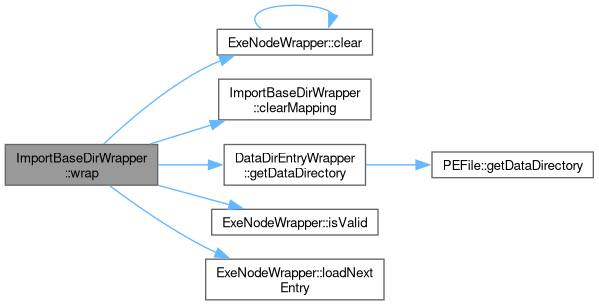 ExeNodeWrapper::clear
ImportBaseDirWrapper
::clearMapping
ImportBaseDirWrapper
::wrap
DataDirEntryWrapper
::getDataDirectory
PEFile::getDataDirectory
ExeNodeWrapper::isValid
ExeNodeWrapper::loadNext
Entry